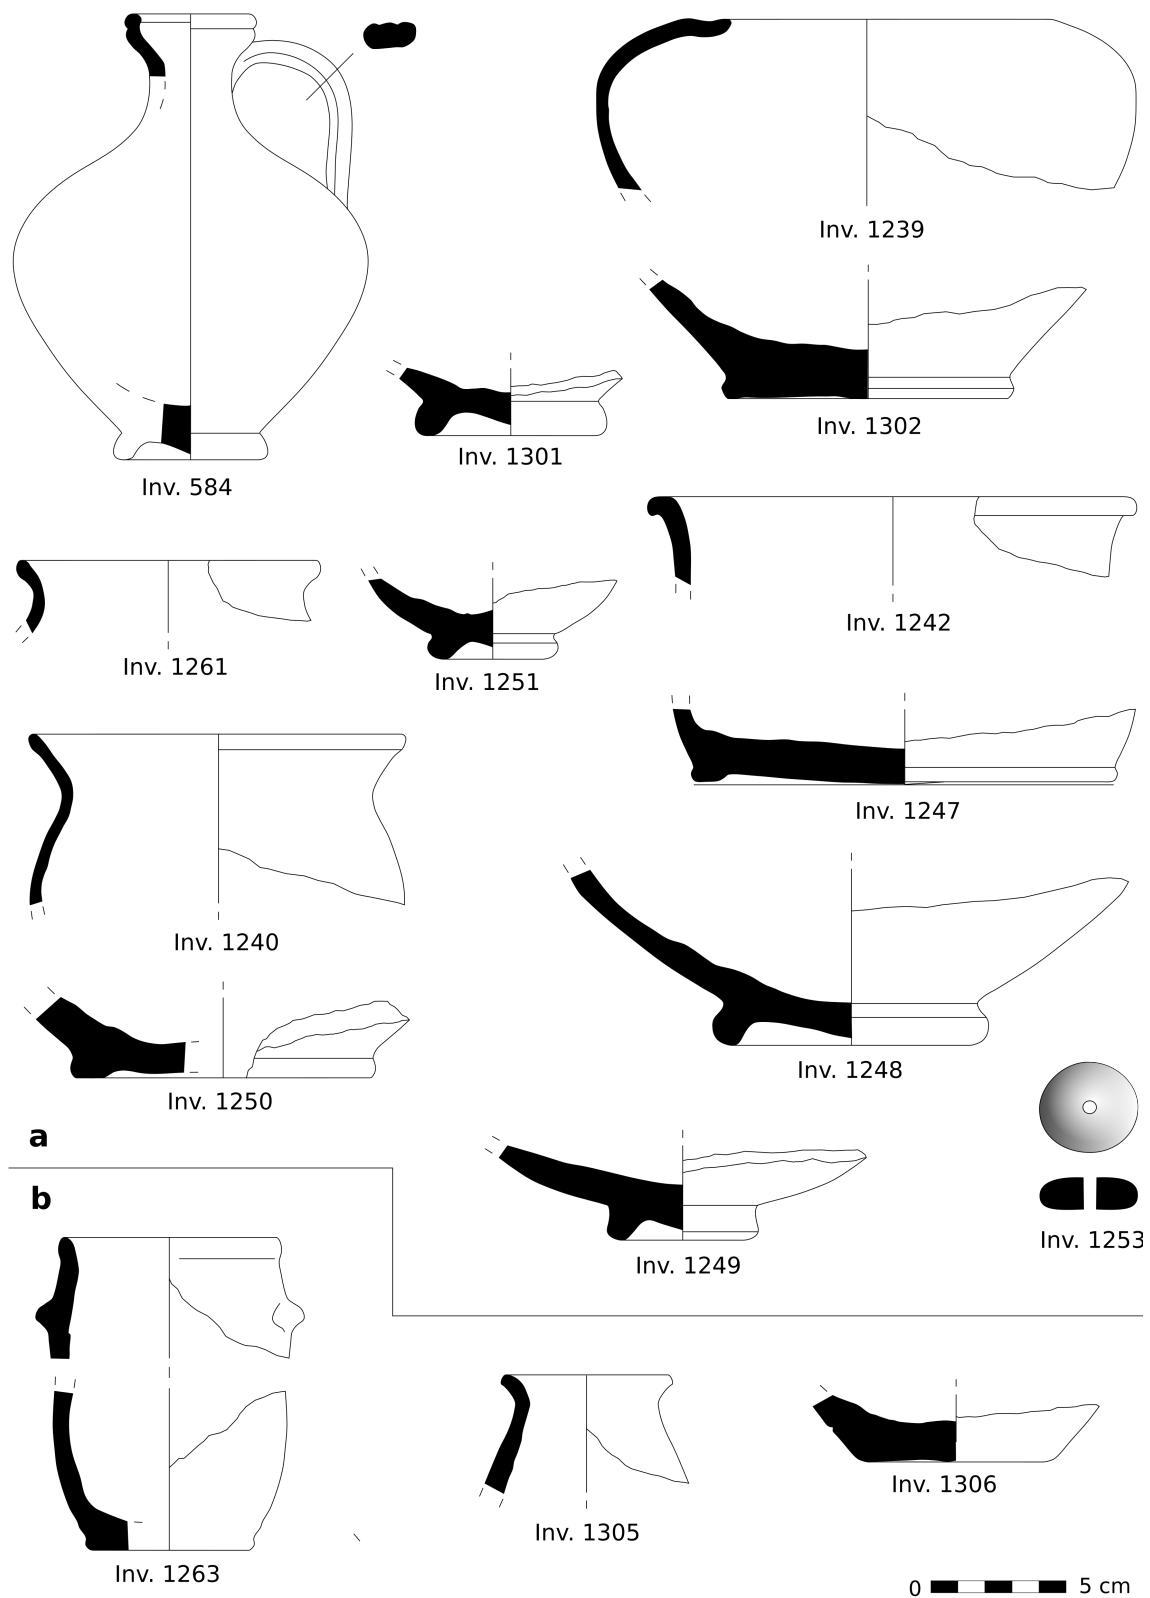 Inv. 1239
Inv. 1302
Inv. 1301
Inv. 584
Inv. 1242
Inv. 1261
Inv. 1251
Inv. 1247
Inv. 1240
Inv. 1248
Inv. 1250
a
b
Inv. 1253
Inv. 1249
Inv. 1306
Inv. 1305
Inv. 1263
0 5 cm